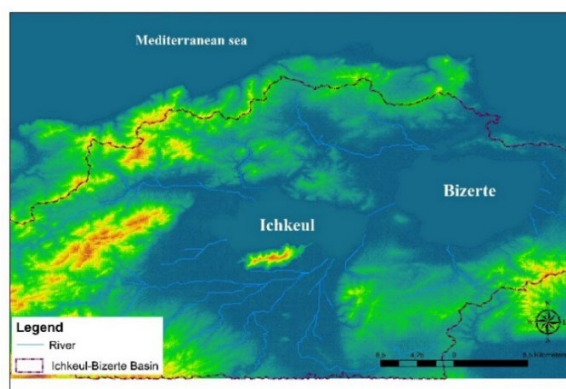 Mediterranean sea
Bizerte
Ichkeul
Legend
River
Ichkeul-Bizerte Basin
N